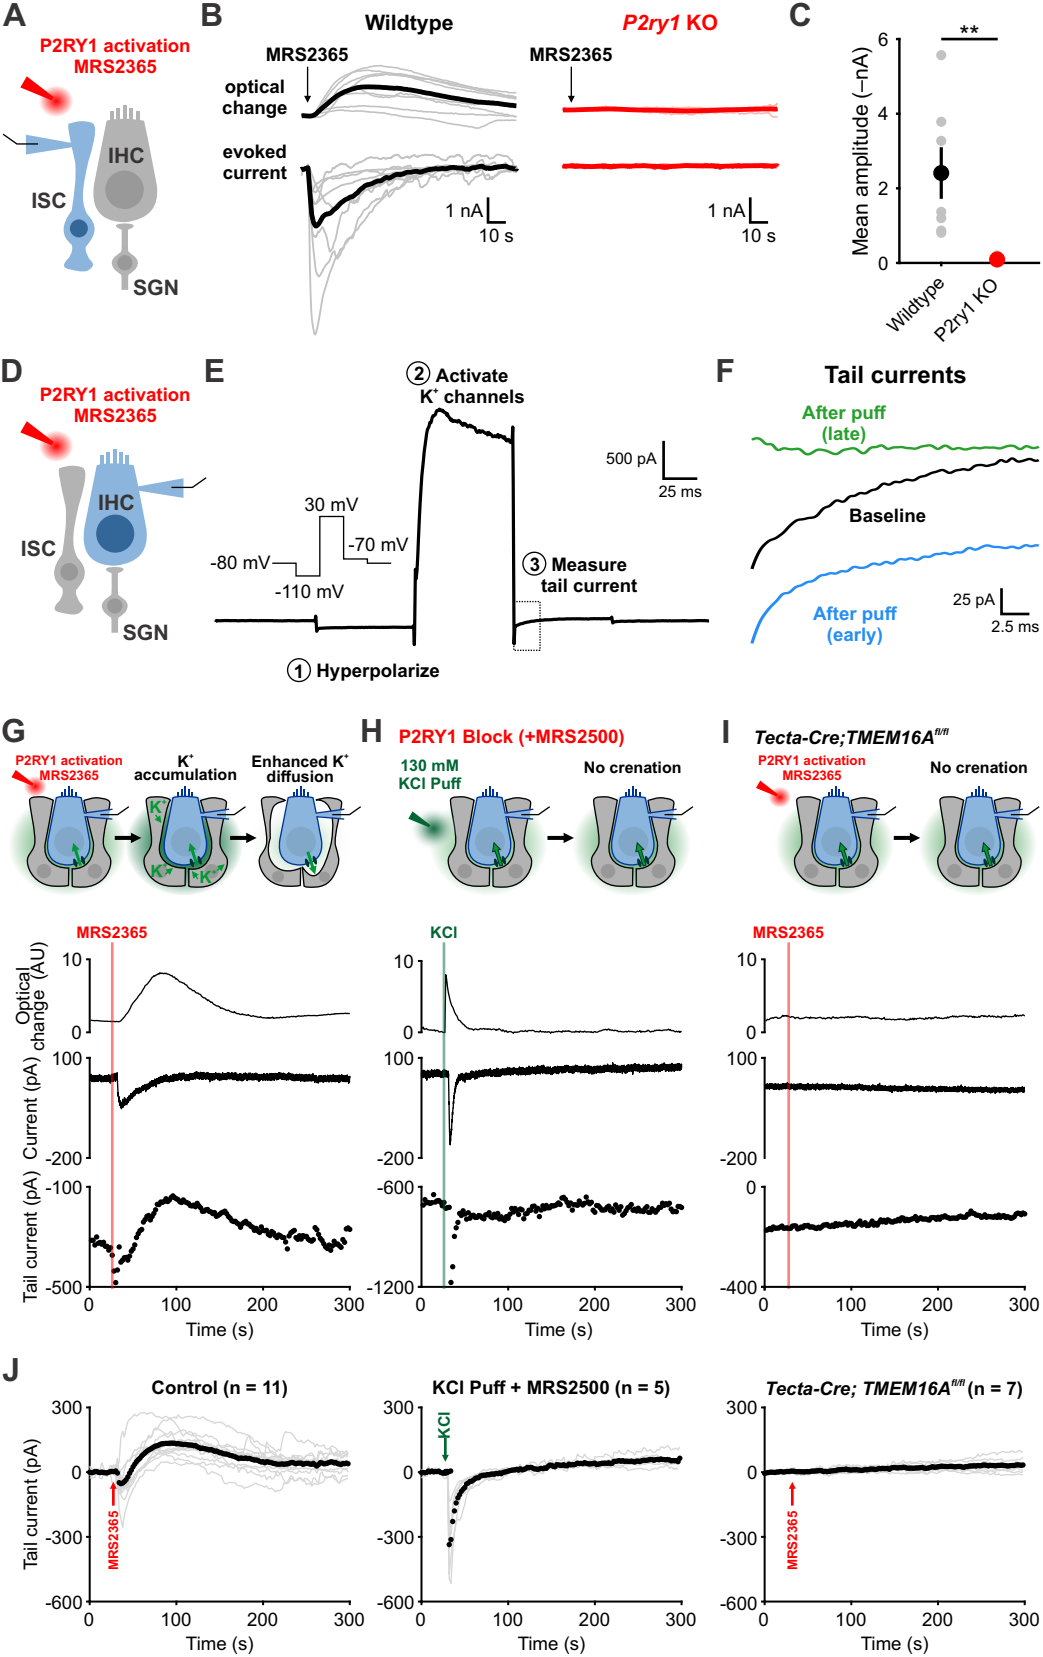 A
P2RY1 activation
MRS2365
IHC
ISC
SGN
B
Wildtype
P2ry1 KO
MRS2365
MRS2365
optical
change
evoked
current
1 nA
10 s
1 nA
10 s
C
**
Mean amplitude (–nA)
6
4
2
0
Wildtype
P2ry1 KO
D
P2RY1 activation
MRS2365
IHC
ISC
SGN
E
2 Activate
K+ channels
500 pA
25 ms
30 mV
-80 mV
-70 mV
-110 mV
3 Measure
tail current
1 Hyperpolarize
F
Tail currents
After puff
(late)
Baseline
After puff
(early)
25 pA
2.5 ms
G
P2RY1 activation
MRS2365
K+
accumulation
Enhanced K+
diffusion
K+
K+
K+
MRS2365
Optical
change (AU)
10
0
Current (pA)
100
-200
Tail current (pA)
-100
-500
0
100
200
300
Time (s)
H
P2RY1 Block (+MRS2500)
130 mM
KCl Puff
No crenation
KCl
10
0
100
-200
-600
-1200
0
100
200
300
Time (s)
I
Tecta-Cre;TMEM16Afl/fl
P2RY1 activation
MRS2365
No crenation
MRS2365
10
0
100
-200
0
-400
0
100
200
300
Time (s)
J
Control (n = 11)
Tail current (pA)
300
0
-300
-600
MRS2365
0
100
200
300
Time (s)
KCl Puff + MRS2500 (n = 5)
KCl
300
0
-300
-600
0
100
200
300
Time (s)
Tecta-Cre; TMEM16Afl/fl (n = 7)
300
0
-300
-600
MRS2365
0
100
200
300
Time (s)